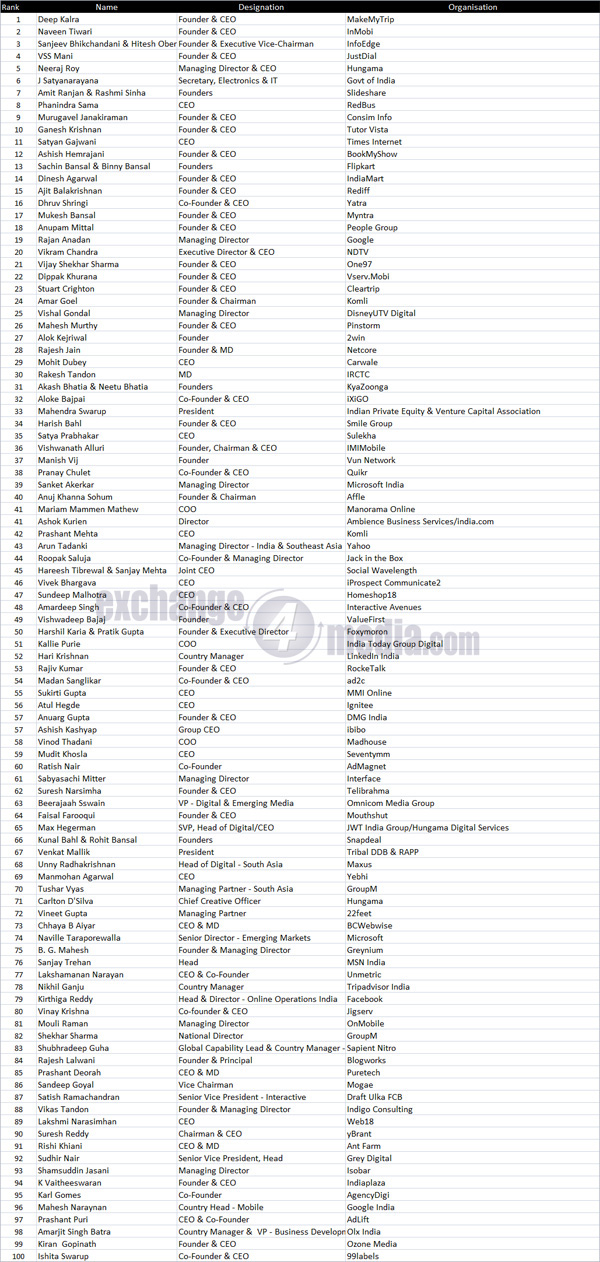 Rank Name Designation Organisation
1 Deep Kalra Founder & CEO MakeMyTrip
2 Naveen Tiwari Founder & CEO InMobi
3 Sanjeev Bhikchandani & Hitesh Ober Founder & Executive Vice-Chairman InfoEdge
4 VSS Mani Founder & CEO JustDial
5 Neeraj Roy Managing Director & CEO Hungama
6 J Satyanarayana Secretary, Electronics & IT Govt of India
7 Amit Ranjan & Rashmi Sinha Founders Slideshare
8 Phanindra Sama CEO RedBus
9 Murugavel Janakiraman Founder & CEO Consim Info
10 Ganesh Krishnan Founder & CEO Tutor Vista
11 Satyan Gajwani CEO Times Internet
12 Ashish Hemrajani Founder & CEO BookMyShow
13 Sachin Bansal & Binny Bansal Founders Flipkart
14 Dinesh Agarwal Founder & CEO IndiaMart
15 Ajit Balakrishnan Founder & CEO Rediff
16 Dhruv Shringi Co-Founder & CEO Yatra
17 Mukesh Bansal Founder & CEO Myntra
18 Anupam Mittal Founder & CEO People Group
19 Rajan Anadan Managing Director Google
20 Vikram Chandra Executive Director & CEO NDTV
21 Vijay Shekhar Sharma Founder & CEO One97
22 Dippak Khurana Founder & CEO Vserv.Mobi
23 Stuart Crighton Founder & CEO Cleartrip
24 Amar Goel Founder & Chairman Komli
25 Vishal Gondal Managing Director DisneyUTV Digital
26 Mahesh Murthy Founder & CEO Pinstorm
27 Alok Kejriwal Founder 2win
28 Rajesh Jain Founder & MD Netcore
29 Mohit Dubey CEO Carwale
30 Rakesh Tandon MD IRCTC
31 Akash Bhatia & Neetu Bhatia Founders KyaZoonga
32 Aloke Bajpai Co-Founder & CEO iXiGO
33 Mahendra Swarup President Indian Private Equity & Venture Capital Association
34 Harish Bahl Founder & CEO Smile Group
35 Satya Prabhakar CEO Sulekha
36 Vishwanath Alluri Founder, Chairman & CEO IMIMobile
37 Manish Vij Founder Vun Network
38 Pranay Chulet Co-Founder & CEO Quikr
39 Sanket Akerkar Managing Director Microsoft India
40 Anuj Khanna Sohum Founder & Chairman Affle
41 Mariam Mammen Mathew COO Manorama Online
41 Ashok Kurien Director Ambience Business Services/india.com
42 Prashant Mehta CEO Komli
43 Arun Tadanki Managing Director - India & Southeast Asia Yahoo
44 Roopak Saluja Co-Founder & Managing Director Jack in the Box
45 Hareesh Tibrewal & Sanjay Mehta Joint CEO Social Wavelength
46 Vivek Bhargava CEO iProspect Communicate2
47 Sundeep Malhotra CEO Homeshop18
48 Amardeep Singh Co-Founder & CEO Interactive Avenues
49 Vishwadeep Bajaj Founder ValueFirst
50 Harshil Karia & Pratik Gupta Founder & Executive Director Foxymoron
exchange4media.com
51 Kallie Purie COO India Today Group Digital
52 Hari Krishnan Country Manager LinkedIn India
53 Rajiv Kumar Founder & CEO RockeTalk
54 Madan Sanglikar Co-Founder & CEO ad2c
55 Sukirti Gupta CEO MMI Online
56 Atul Hegde CEO Ignitee
57 Anuarg Gupta Founder & CEO DMG India
57 Ashish Kashyap Group CEO ibibo
58 Vinod Thadani COO Madhouse
59 Mudit Khosla CEO Seventymm
60 Ratish Nair Co-Founder AdMagnet
61 Sabyasachi Mitter Managing Director Interface
62 Suresh Narsimha Founder & CEO Telibrahma
63 Beerajaah Sswain VP - Digital & Emerging Media Omnicom Media Group
64 Faisal Farooqui Founder & CEO Mouthshut
65 Max Hegerman SVP, Head of Digital/CEO JWT India Group/Hungama Digital Services
66 Kunal Bahl & Rohit Bansal Founders Snapdeal
67 Venkat Mallik President Tribal DDB & RAPP
68 Unny Radhakrishnan Head of Digital - South Asia Maxus
69 Manmohan Agarwal CEO Yebhi
70 Tushar Vyas Managing Partner - South Asia GroupM
71 Carlton D'Silva Chief Creative Officer Hungama
72 Vineet Gupta Managing Partner 22feet
73 Chhaya B Aiyar CEO & MD BCWebwise
74 Naville Taraporewalla Senior Director - Emerging Markets Microsoft
75 B. G. Mahesh Founder & Managing Director Greynium
76 Sanjay Trehan Head MSN India
77 Lakshamanan Narayan CEO & Co-Founder Unmetric
78 Nikhil Ganju Country Manager Tripadvisor India
79 Kirthiga Reddy Head & Director - Online Operations India Facebook
80 Vinay Krishna Co-founder & CEO Jigserv
81 Mouli Raman Managing Director OnMobile
82 Shekhar Sharma National Director GroupM
83 Shubhradeep Guha Global Capability Lead & Country Manager - Sapient Nitro
84 Rajesh Lalwani Founder & Principal Blogworks
85 Prashant Deorah CEO & MD Puretech
86 Sandeep Goyal Vice Chairman Mogae
87 Satish Ramachandran Senior Vice President - Interactive Draft Ulka FCB
88 Vikas Tandon Founder & Managing Director Indigo Consulting
89 Lakshmi Narasimhan CEO Web18
90 Suresh Reddy Chairman & CEO yBrant
91 Rishi Khiani CEO & MD Ant Farm
92 Sudhir Nair Senior Vice President, Head Grey Digital
93 Shamsuddin Jasani Managing Director Isobar
94 K Vaitheeswaran Founder & CEO Indiaplaza
95 Karl Gomes Co-Founder AgencyDigi
96 Mahesh Naraynan Country Head - Mobile Google India
97 Prashant Puri CEO & Co-Founder AdLift
98 Amarjit Singh Batra Country Manager & VP - Business Developm Olx India
99 Kiran Gopinath Founder & CEO Ozone Media
100 Ishita Swarup Co-Founder & CEO 99labels